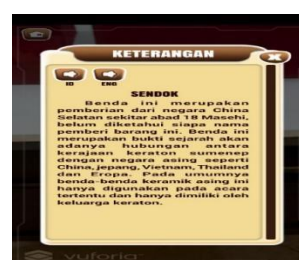 KETERANGAN
ID
ENG
SENDOK
Benda ini merupakan
pemberian dari negara China
Selatan sekitar abad 18 Masehi,
belum diketahui siapa nama
pemberi barang ini. Benda ini
merupakan bukti sejarah akan
adanya hubungan antara
kerajaan keraton sumenep
dengan negara asing seperti
China, jepang, Vietnam, Thailand
dan Eropa. Pada umumnya
benda-benda keramik asing ini
hanya digunakan pada acara
tertentu dan hanya dimiliki oleh
keluarga keraton.
vuforia